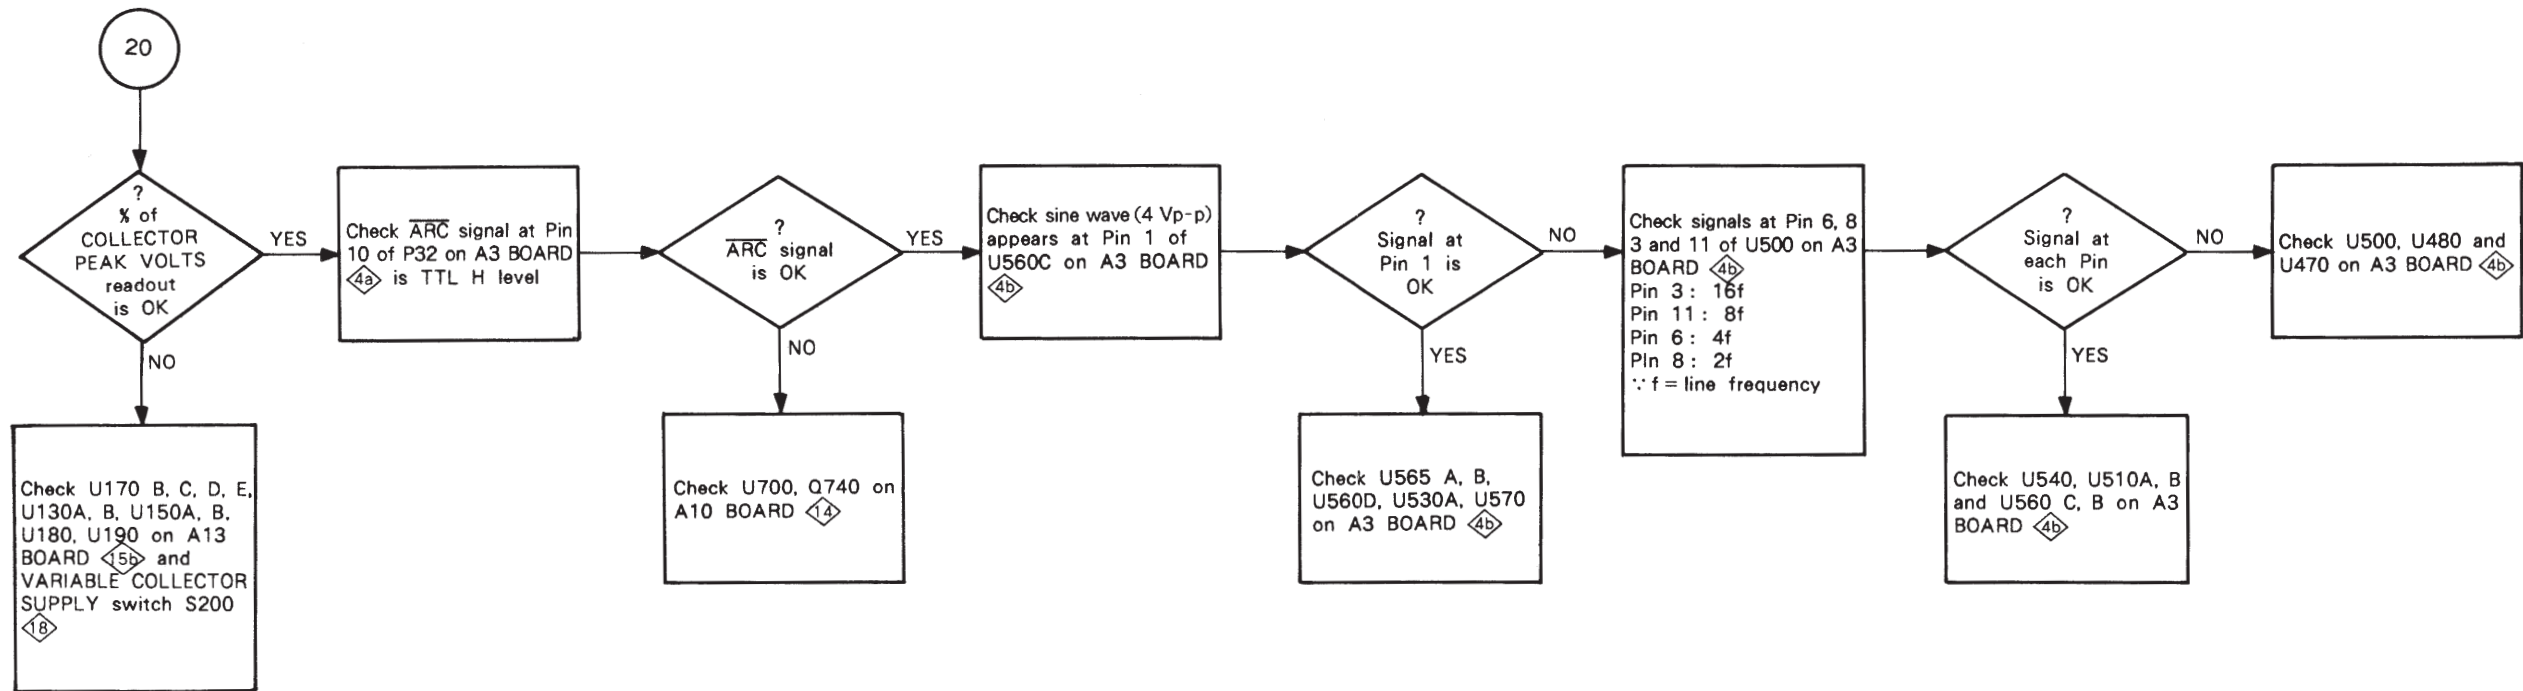 20
?
% of
COLLECTOR
PEAK VOLTS
readout
is OK
YES
NO
Check U170 B, C, D, E,
U130A, B, U150A, B,
U180, U190 on A13
BOARD 15b and
VARIABLE COLLECTOR
SUPPLY switch S200
18
Check A̅R̅C̅ signal at Pin
10 of P32 on A3 BOARD
4a is TTL H level
?
A̅R̅C̅ signal
is OK
YES
NO
Check U700, Q740 on
A10 BOARD 14
Check sine wave (4 Vp-p)
appears at Pin 1 of
U560C on A3 BOARD
4b
?
Signal at
Pin 1 is
OK
NO
YES
Check U565 A, B,
U560D, U530A, U570
on A3 BOARD 4b
Check signals at Pin 6, 8
3 and 11 of U500 on A3
BOARD 4b
Pin 3 : 16f
Pin 11 : 8f
Pin 6 : 4f
PIn 8 : 2f
∵ f = line frequency
?
Signal at
each Pin
is OK
NO
YES
Check U540, U510A, B
and U560 C, B on A3
BOARD 4b
Check U500, U480 and
U470 on A3 BOARD 4b